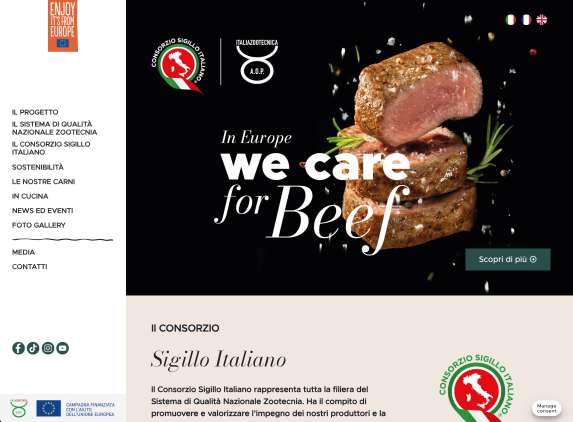 ENJOY
IT'S FROM
EUROPE
IL PROGETTO
IL SISTEMA DI QUALITÀ
NAZIONALE ZOOTECNIA
IL CONSORZIO SIGILLO
ITALIANO
SOSTENIBILITÀ
LE NOSTRE CARNI
IN CUCINA
NEWS ED EVENTI
FOTO GALLERY
MEDIA
CONTATTI
CAMPAGNA FINANZIATA
CON L'AIUTO
DELL'UNIONE EUROPEA
CONSORZIO SIGILLO ITALIANO
ITALIAZOOTECNICA
A.O.P.
In Europe
we care
for Beef
Scopri di più
Il CONSORZIO
Sigillo Italiano
Il Consorzio Sigillo Italiano rappresenta tutta la filiera del
Sistema di Qualità Nazionale Zootecnia. Ha il compito di
promuovere e valorizzare l'impegno dei nostri produttori e la
CONSORZIO SIGILLO ITALIANO
Manage
consent